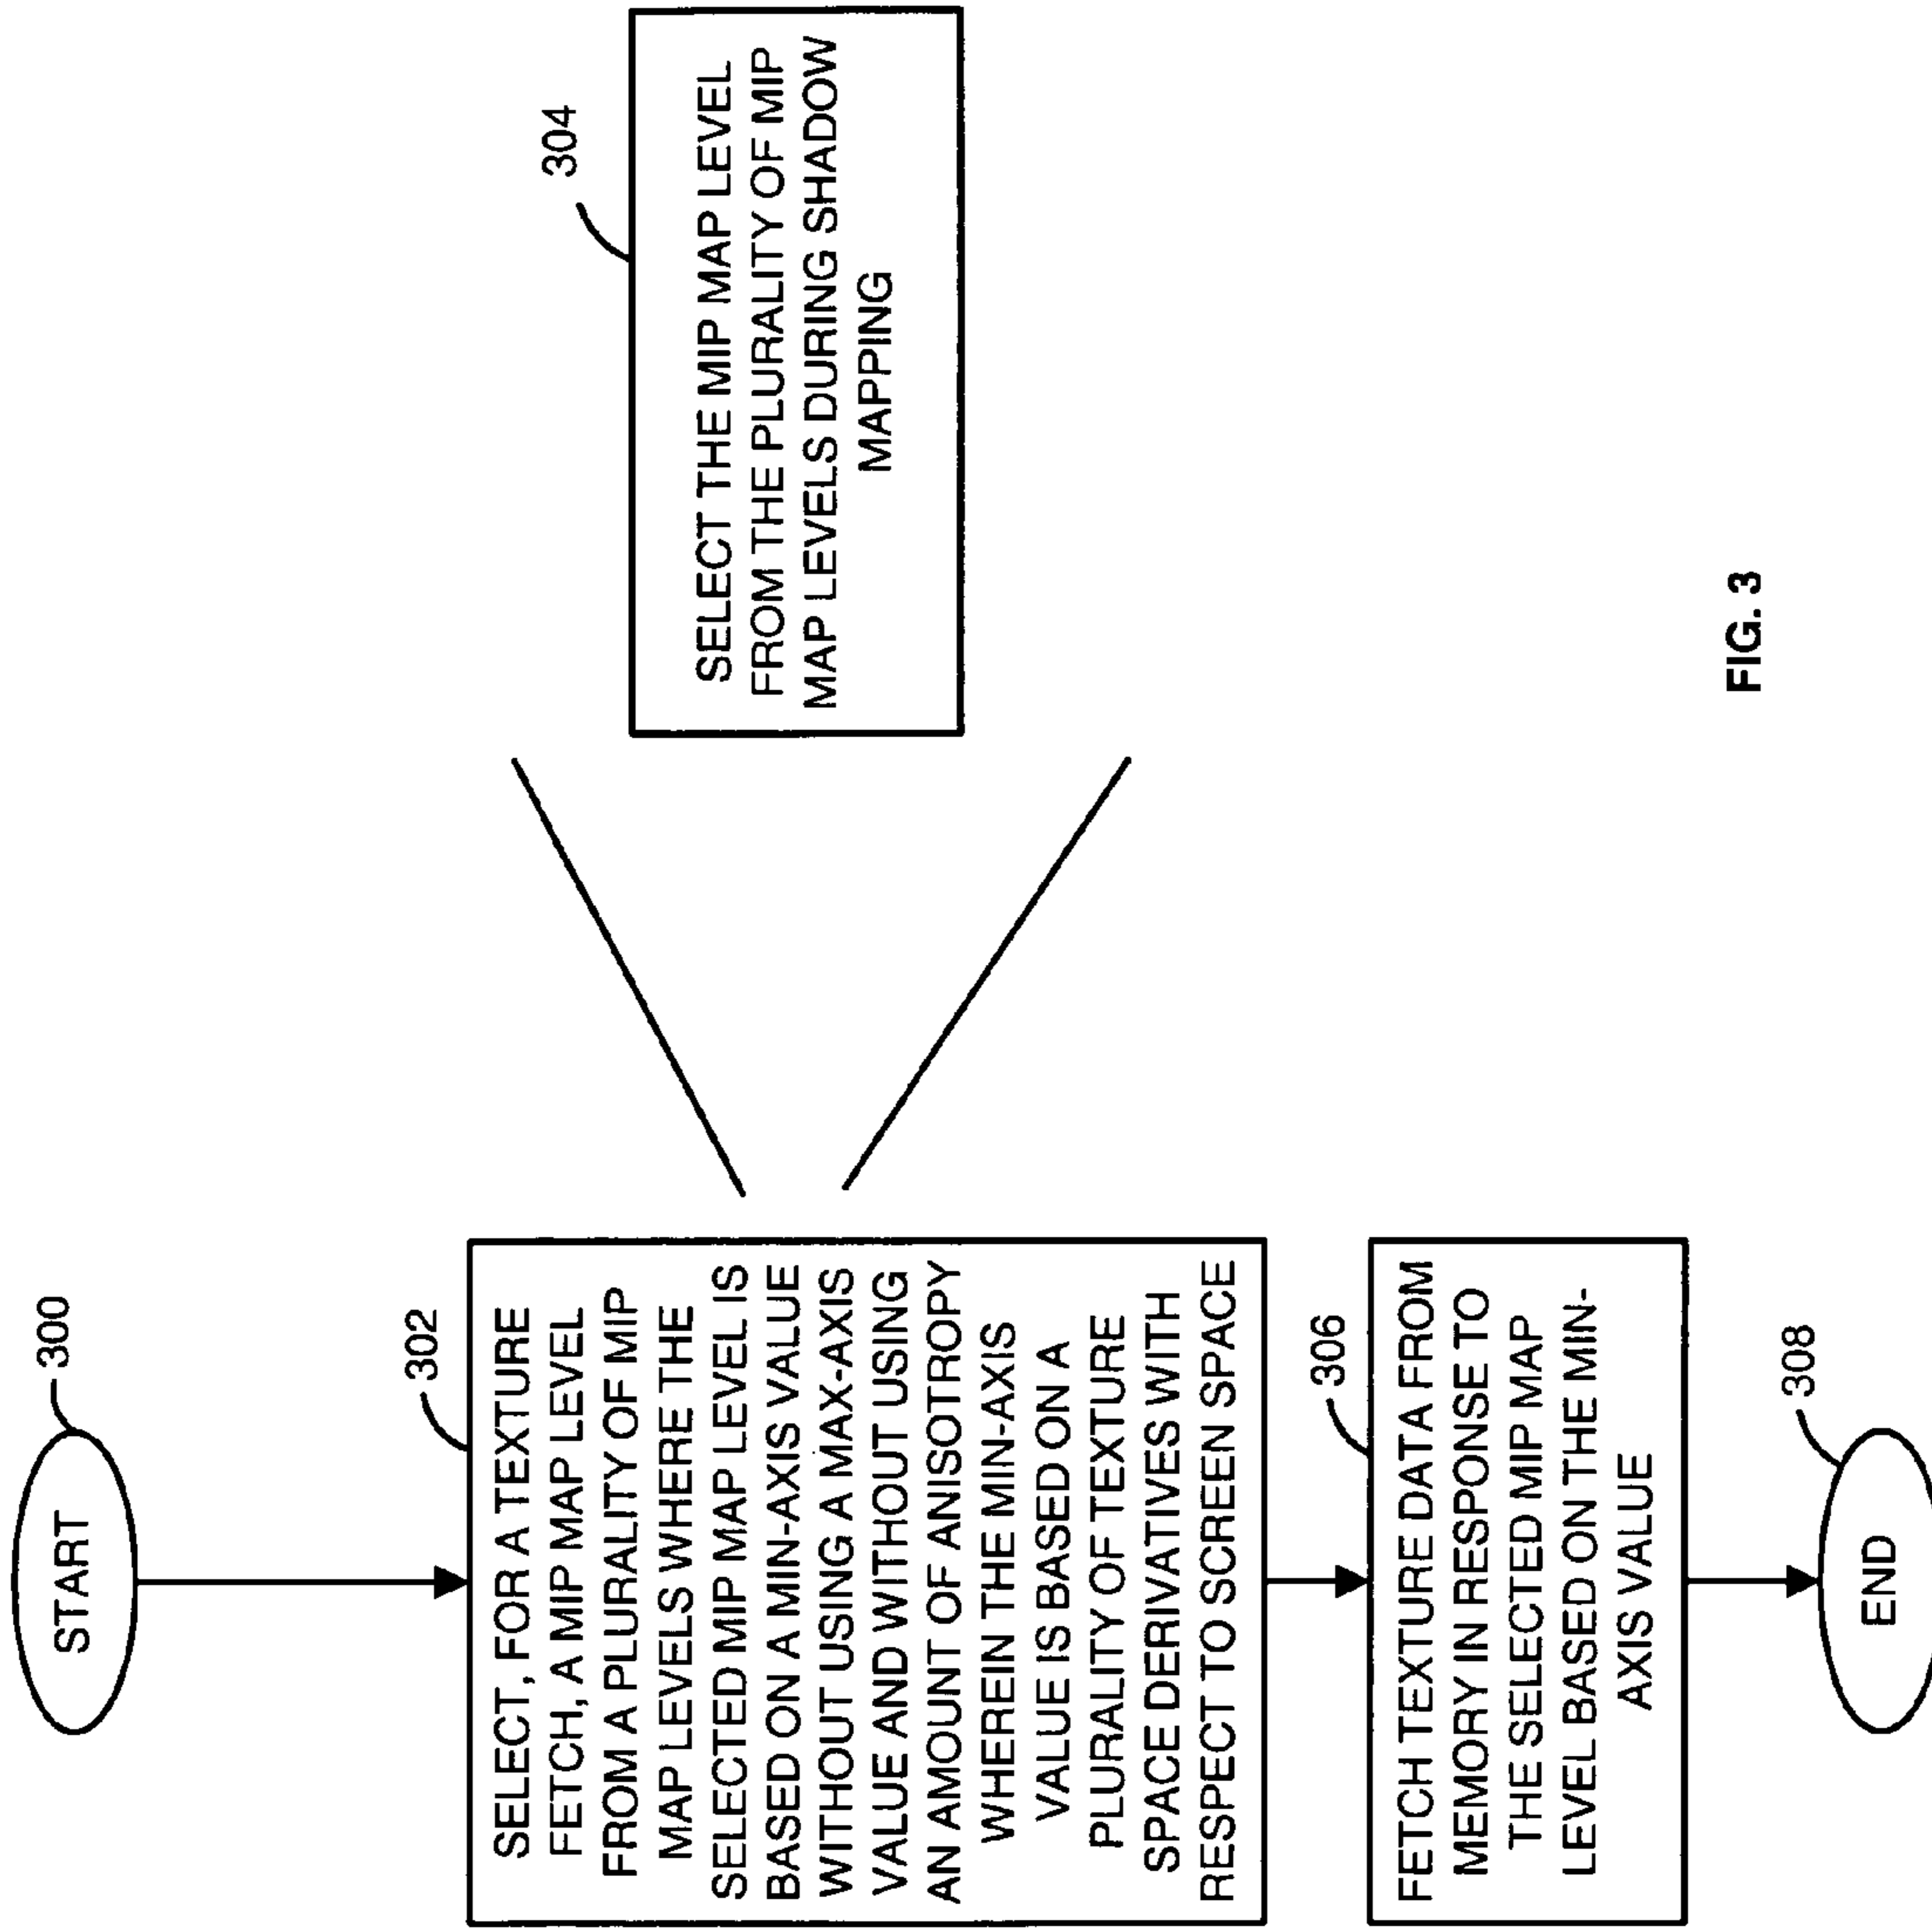 300
START
302
SELECT, FOR A TEXTURE
FETCH, A MIP MAP LEVEL
FROM A PLURALITY OF MIP
MAP LEVELS WHERE THE
SELECTED MIP MAP LEVEL IS
BASED ON A MIN-AXIS VALUE
WITHOUT USING A MAX-AXIS
VALUE AND WITHOUT USING
AN AMOUNT OF ANISOTROPY
WHEREIN THE MIN-AXIS
VALUE IS BASED ON A
PLURALITY OF TEXTURE
SPACE DERIVATIVES WITH
RESPECT TO SCREEN SPACE
304
SELECT THE MIP MAP LEVEL
FROM THE PLURALITY OF MIP
MAP LEVELS DURING SHADOW
MAPPING
306
FETCH TEXTURE DATA FROM
MEMORY IN RESPONSE TO
THE SELECTED MIP MAP
LEVEL BASED ON THE MIN-
AXIS VALUE
308
END
FIG. 3